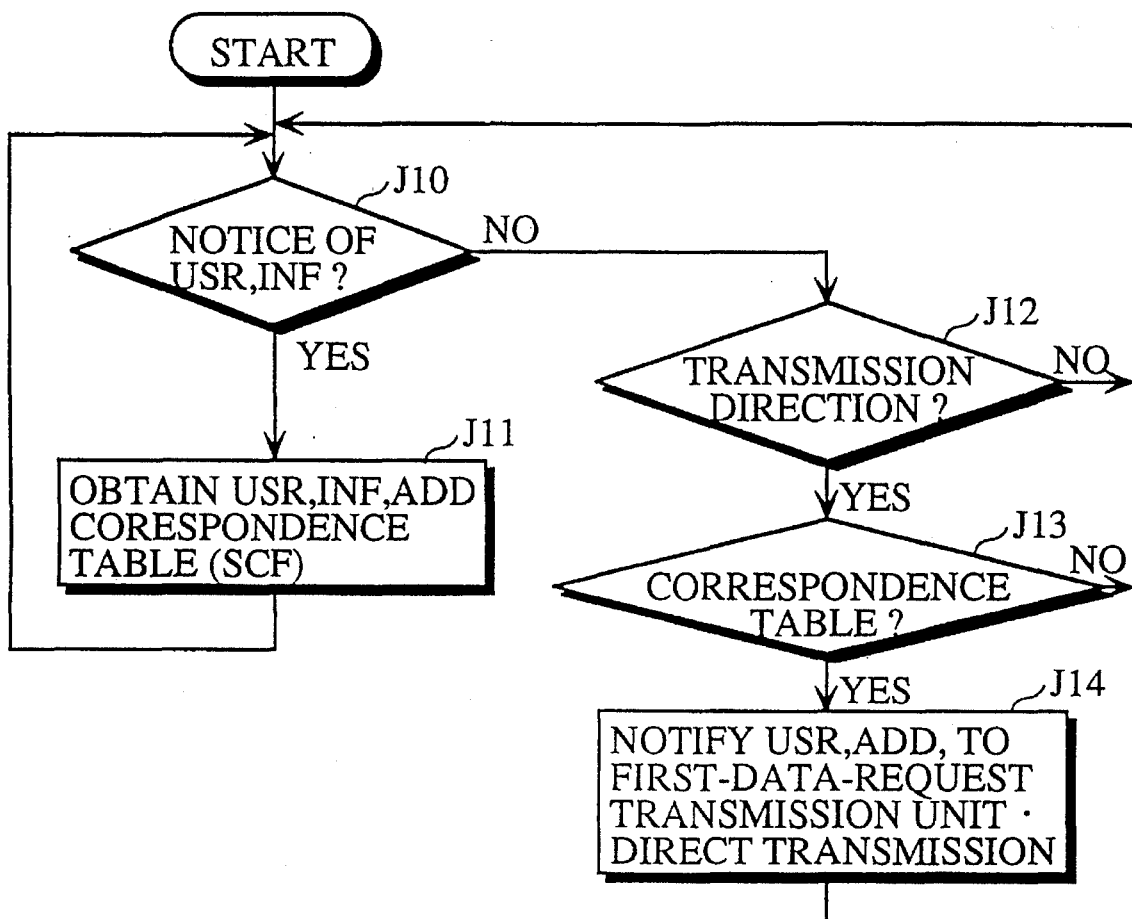 START
J10
NOTICE OF
USR,INF ?
NO
YES
J11
OBTAIN USR,INF,ADD
CORESPONDENCE
TABLE (SCF)
J12
TRANSMISSION
DIRECTION ?
NO
YES
J13
CORRESPONDENCE
TABLE ?
NO
YES
J14
NOTIFY USR,ADD, TO
FIRST-DATA-REQUEST
TRANSMISSION UNIT ·
DIRECT TRANSMISSION